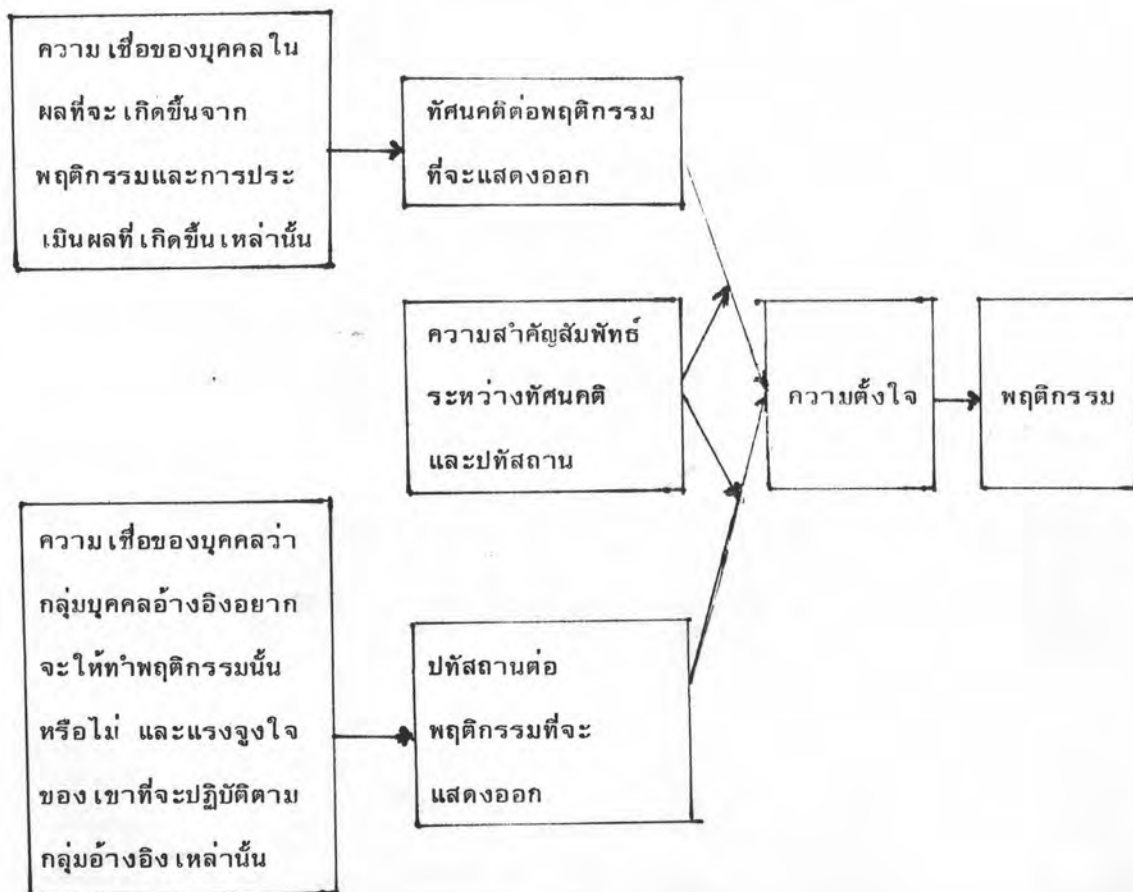 ความเชื่อของบุคคลใน
ผลที่จะเกิดขึ้นจาก
พฤติกรรมและการประ
เมินผลที่เกิดขึ้นเหล่านั้น
ทัศนคติต่อพฤติกรรม
ที่จะแสดงออก
ความสำคัญสัมพัทธ์
ระหว่างทัศนคติ
และปทัสถาน
ความตั้งใจ
พฤติกรรม
ความเชื่อของบุคคลว่า
กลุ่มบุคคลอ้างอิงอยาก
จะให้ทำพฤติกรรมนั้น
หรือไม่ และแรงจูงใจ
ของเขาที่จะปฏิบัติตาม
กลุ่มอ้างอิงเหล่านั้น
ปทัสถานต่อ
พฤติกรรมที่จะ
แสดงออก